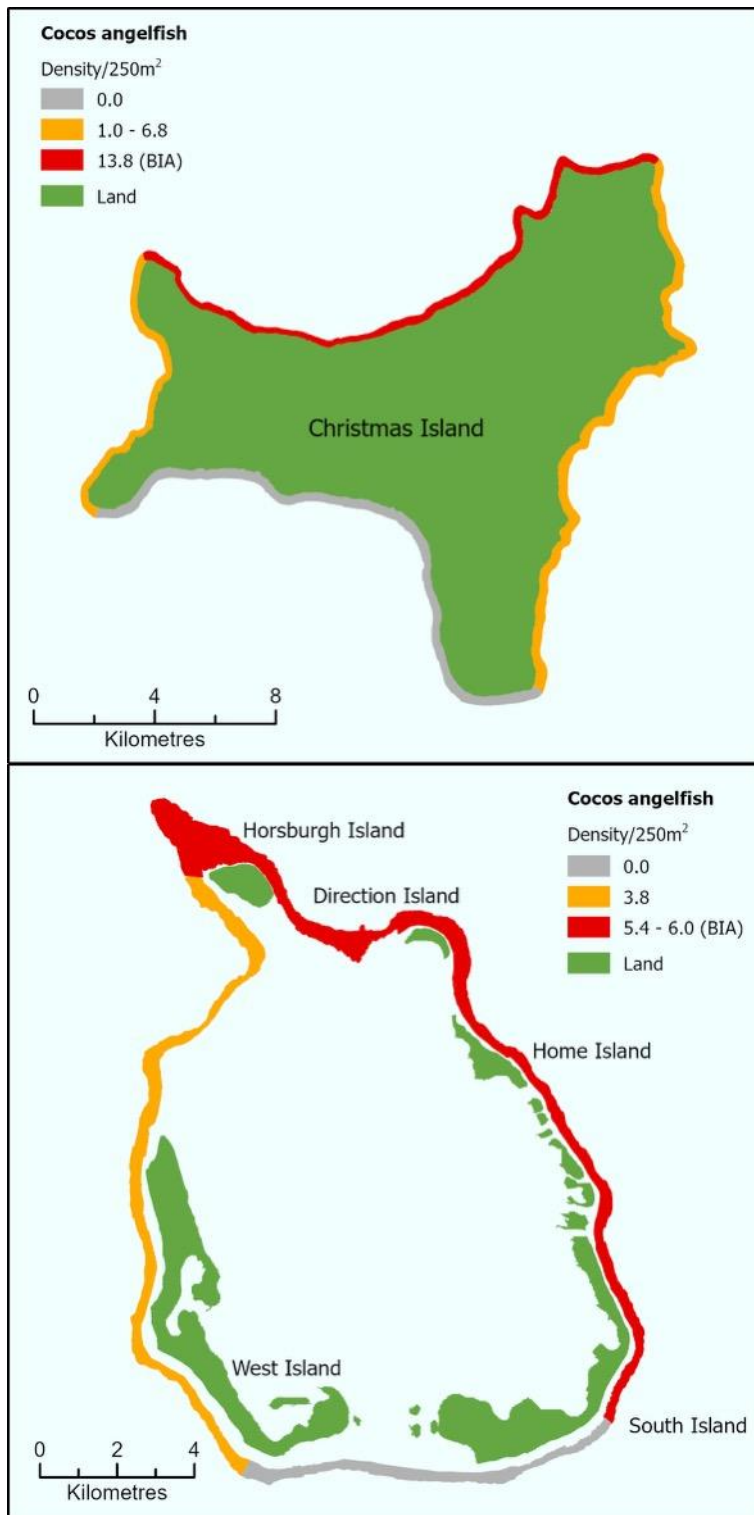 Cocos angelfish
Density/250m²
0.0
1.0 - 6.8
13.8 (BIA)
Land
Christmas Island
0 4 8
Kilometres
Cocos angelfish
Density/250m²
0.0
3.8
5.4 - 6.0 (BIA)
Land
Horsburgh Island
Direction Island
Home Island
West Island
South Island
0 2 4
Kilometres